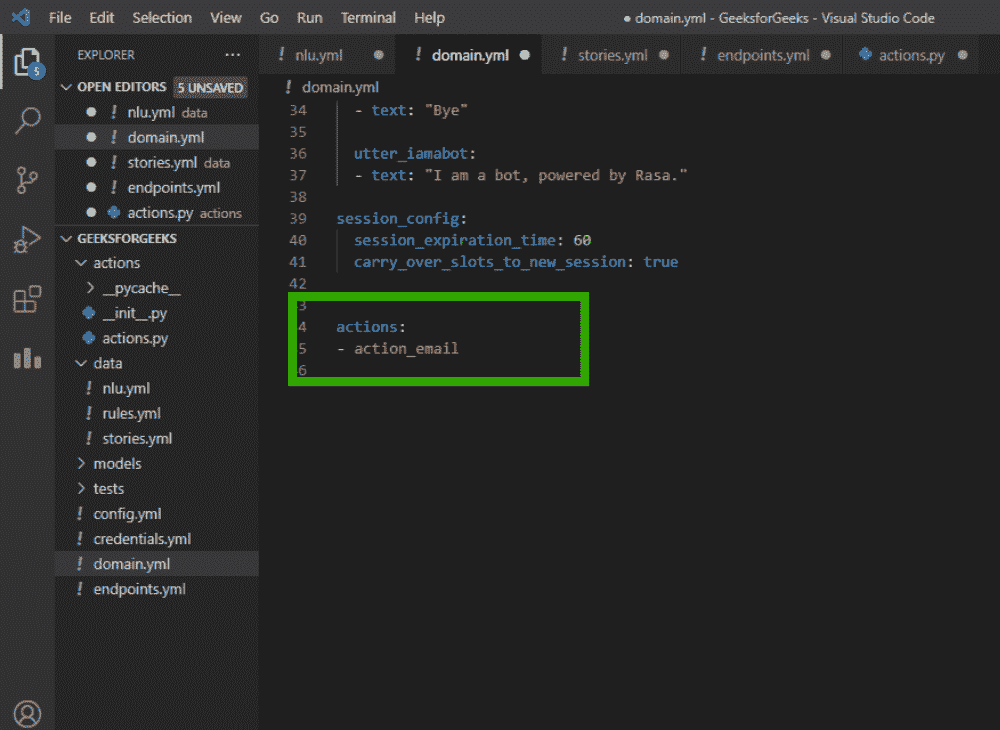 File Edit Selection View Go Run Terminal Help ● domain.yml - GeeksforGeeks - Visual Studio Code
EXPLORER ...
! nlu.yml ● ! domain.yml ● ! stories.yml ● ! endpoints.yml ● actions.py ●
5
OPEN EDITORS 5 UNSAVED
● ! nlu.yml data
● ! domain.yml
● ! stories.yml data
● ! endpoints.yml
● actions.py actions
GEEKSFORGEEKS
actions
__pycache__
__init__.py
actions.py
data
! nlu.yml
! rules.yml
! stories.yml
models
tests
! config.yml
! credentials.yml
! domain.yml
! endpoints.yml
! domain.yml
34 - text: "Bye"
35
36 utter_iamabot:
37 - text: "I am a bot, powered by Rasa."
38
39 session_config:
40 session_expiration_time: 60
41 carry_over_slots_to_new_session: true
42
3
4 actions:
5 - action_email
6